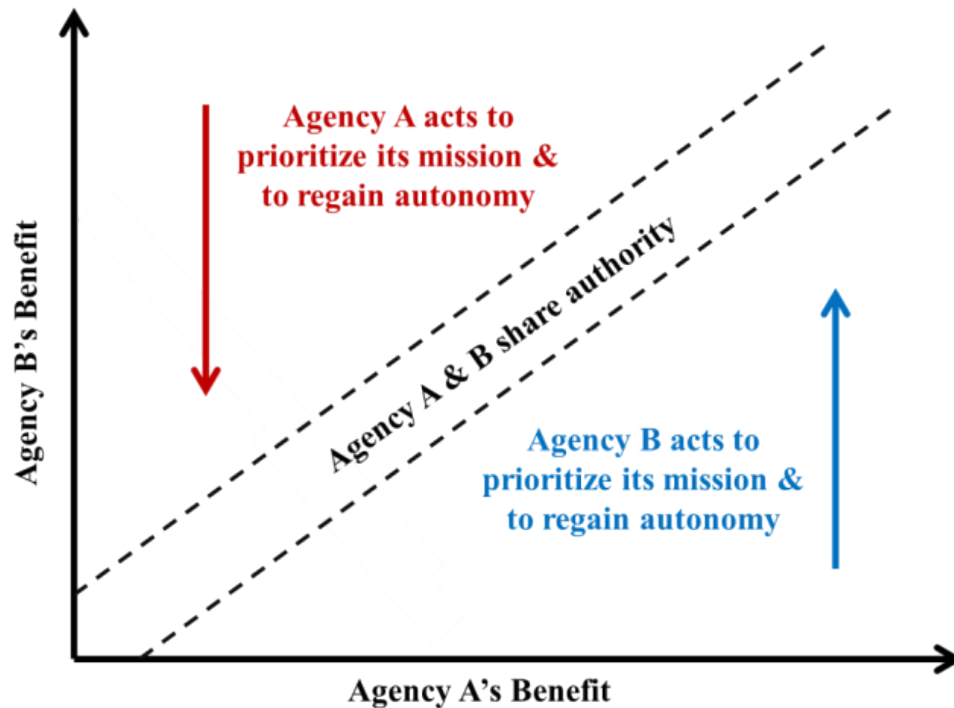 Agency A acts to
prioritize its mission &
to regain autonomy
Agency A & B share authority
Agency B acts to
prioritize its mission &
to regain autonomy
Agency B's Benefit
Agency A's Benefit